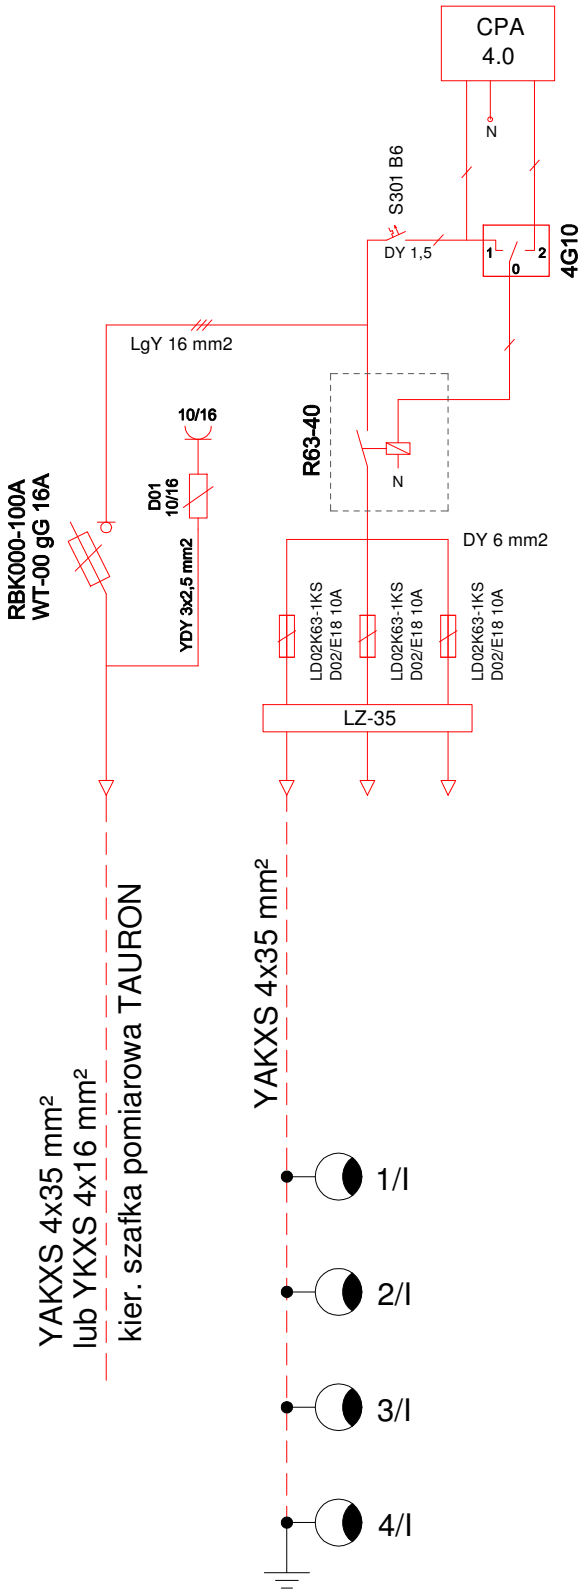 CPA
4.0
N
S301 B6
DY 1,5
1
2
0
4G10
LgY 16 mm2
10/16
D01
10/16
YDY 3x2,5 mm2
RBK000-100A
WT-00 gG 16A
R63-40
N
DY 6 mm2
LD02K63-1KS
D02/E18 10A
LD02K63-1KS
D02/E18 10A
LD02K63-1KS
D02/E18 10A
LZ-35
YAKXS 4x35 mm²
lub YKXS 4x16 mm²
kier. szafka pomiarowa TAURON
YAKXS 4x35 mm²
1/I
2/I
3/I
4/I